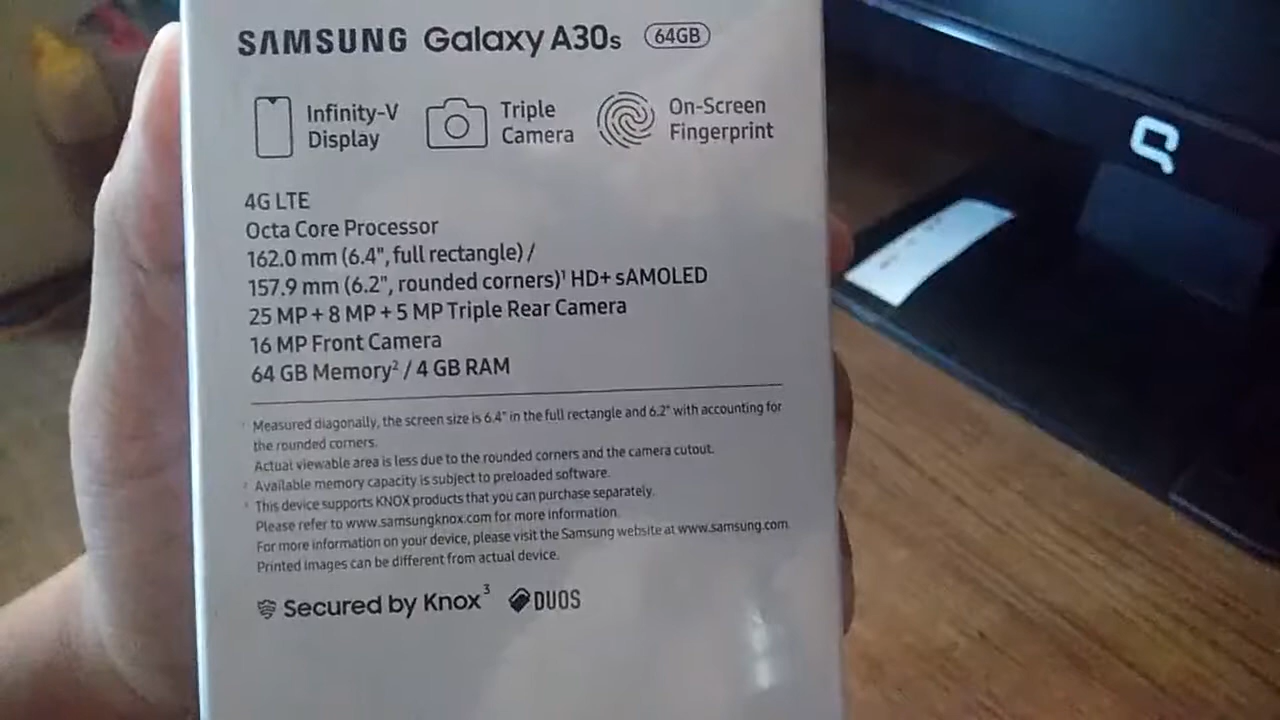 SAMSUNG Galaxy A30s 64GB
Infinity-V
Display
Triple
Camera
On-Screen
Fingerprint
4G LTE
Octa Core Processor
162.0 mm (6.4", full rectangle) /
157.9 mm (6.2", rounded corners)¹ HD+ sAMOLED
25 MP + 8 MP + 5 MP Triple Rear Camera
16 MP Front Camera
64 GB Memory² / 4 GB RAM
¹ Measured diagonally, the screen size is 6.4" in the full rectangle and 6.2" with accounting for
the rounded corners.
Actual viewable area is less due to the rounded corners and the camera cutout.
² Available memory capacity is subject to preloaded software.
³ This device supports KNOX products that you can purchase separately.
Please refer to www.samsungknox.com for more information.
For more information on your device, please visit the Samsung website at www.samsung.com
Printed images can be different from actual device.
Secured by Knox³ DUOS